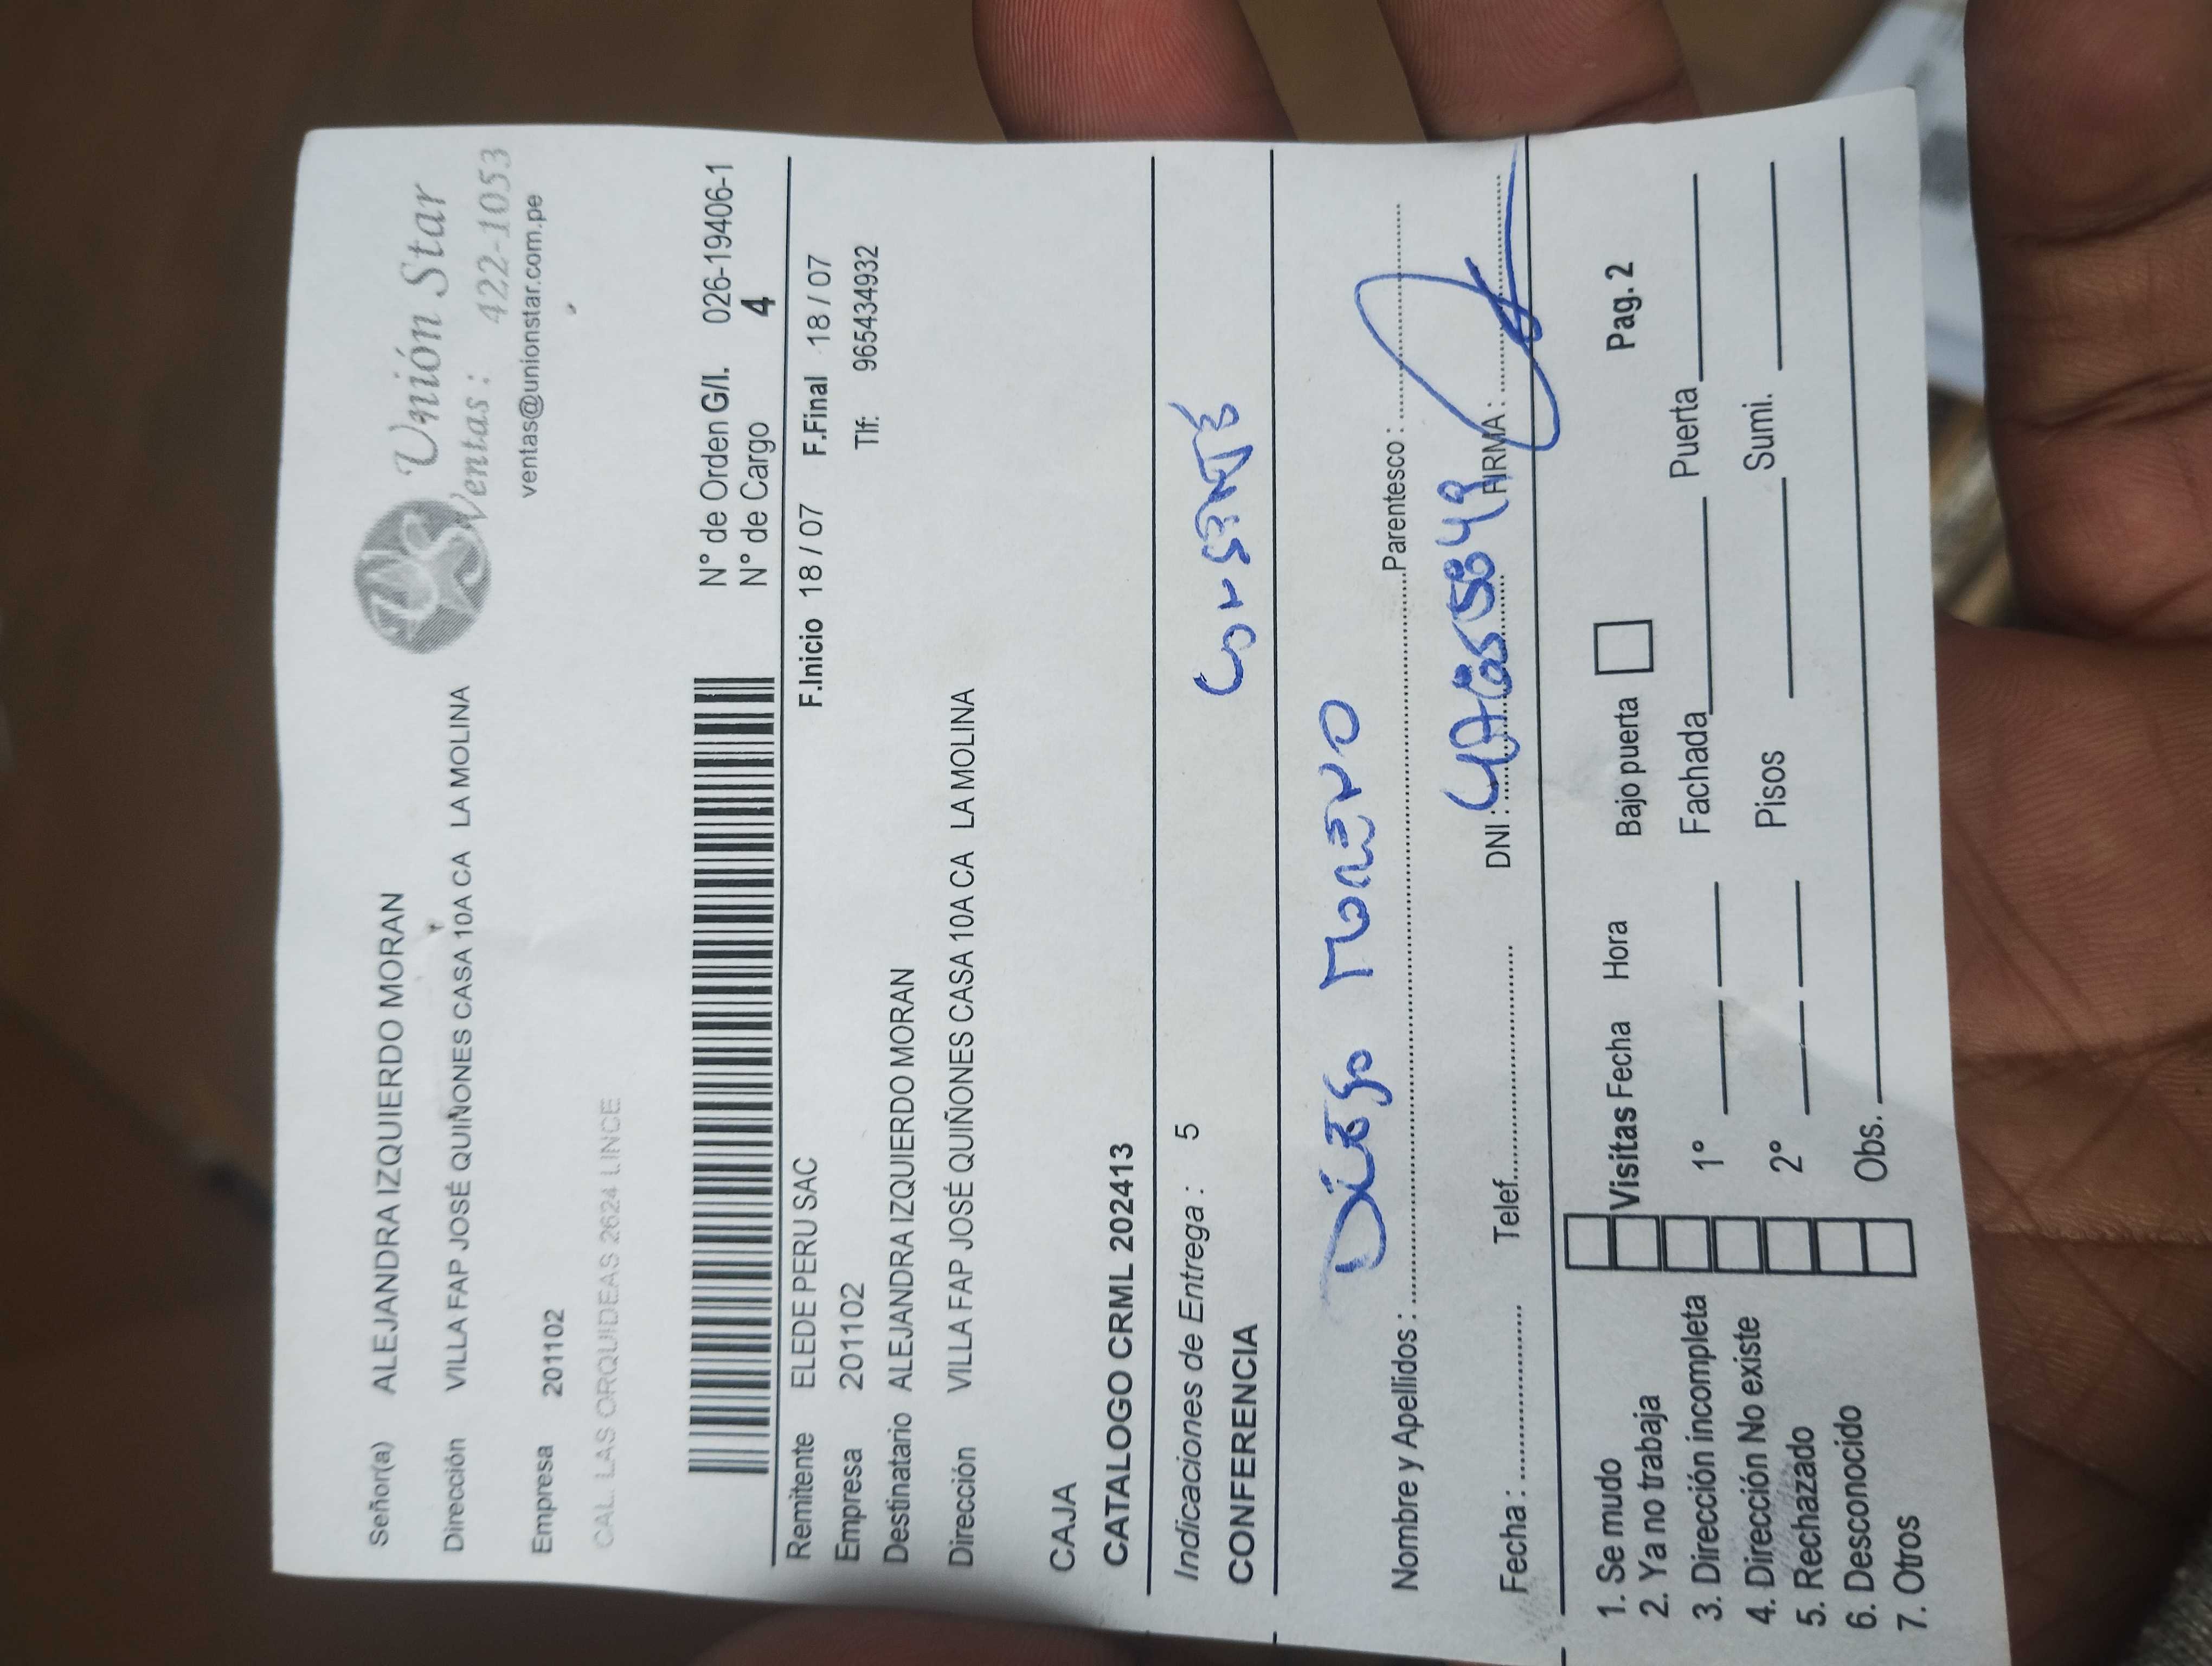 Señor(a) ALEJANDRA IZQUIERDO MORAN
Unión Star
Ventas : 422-1053
Dirección VILLA FAP JOSÉ QUIÑONES CASA 10A CA LA MOLINA
ventas@unionstar.com.pe
Empresa 201102
CAL. LAS ORQUIDEAS 2624 LINCE
N° de Orden G/I. 026-19406-1
N° de Cargo 4
Remitente ELEDE PERU SAC F.Inicio 18 / 07 F.Final 18 / 07
Empresa 201102 Tlf: 965434932
Destinatario ALEJANDRA IZQUIERDO MORAN
Dirección VILLA FAP JOSÉ QUIÑONES CASA 10A CA LA MOLINA
CAJA
CATALOGO CRML 202413
Indicaciones de Entrega : 5
CONFERENCIA
Diego Moreno
Nombre y Apellidos : Parentesco :
Fecha : Telef. DNI : FIRMA :
1. Se mudo
2. Ya no trabaja
3. Dirección incompleta
4. Dirección No existe
5. Rechazado
6. Desconocido
7. Otros
Visitas Fecha Hora Bajo puerta Pag. 2
1° Fachada Puerta
2° Pisos Sumi.
Obs.